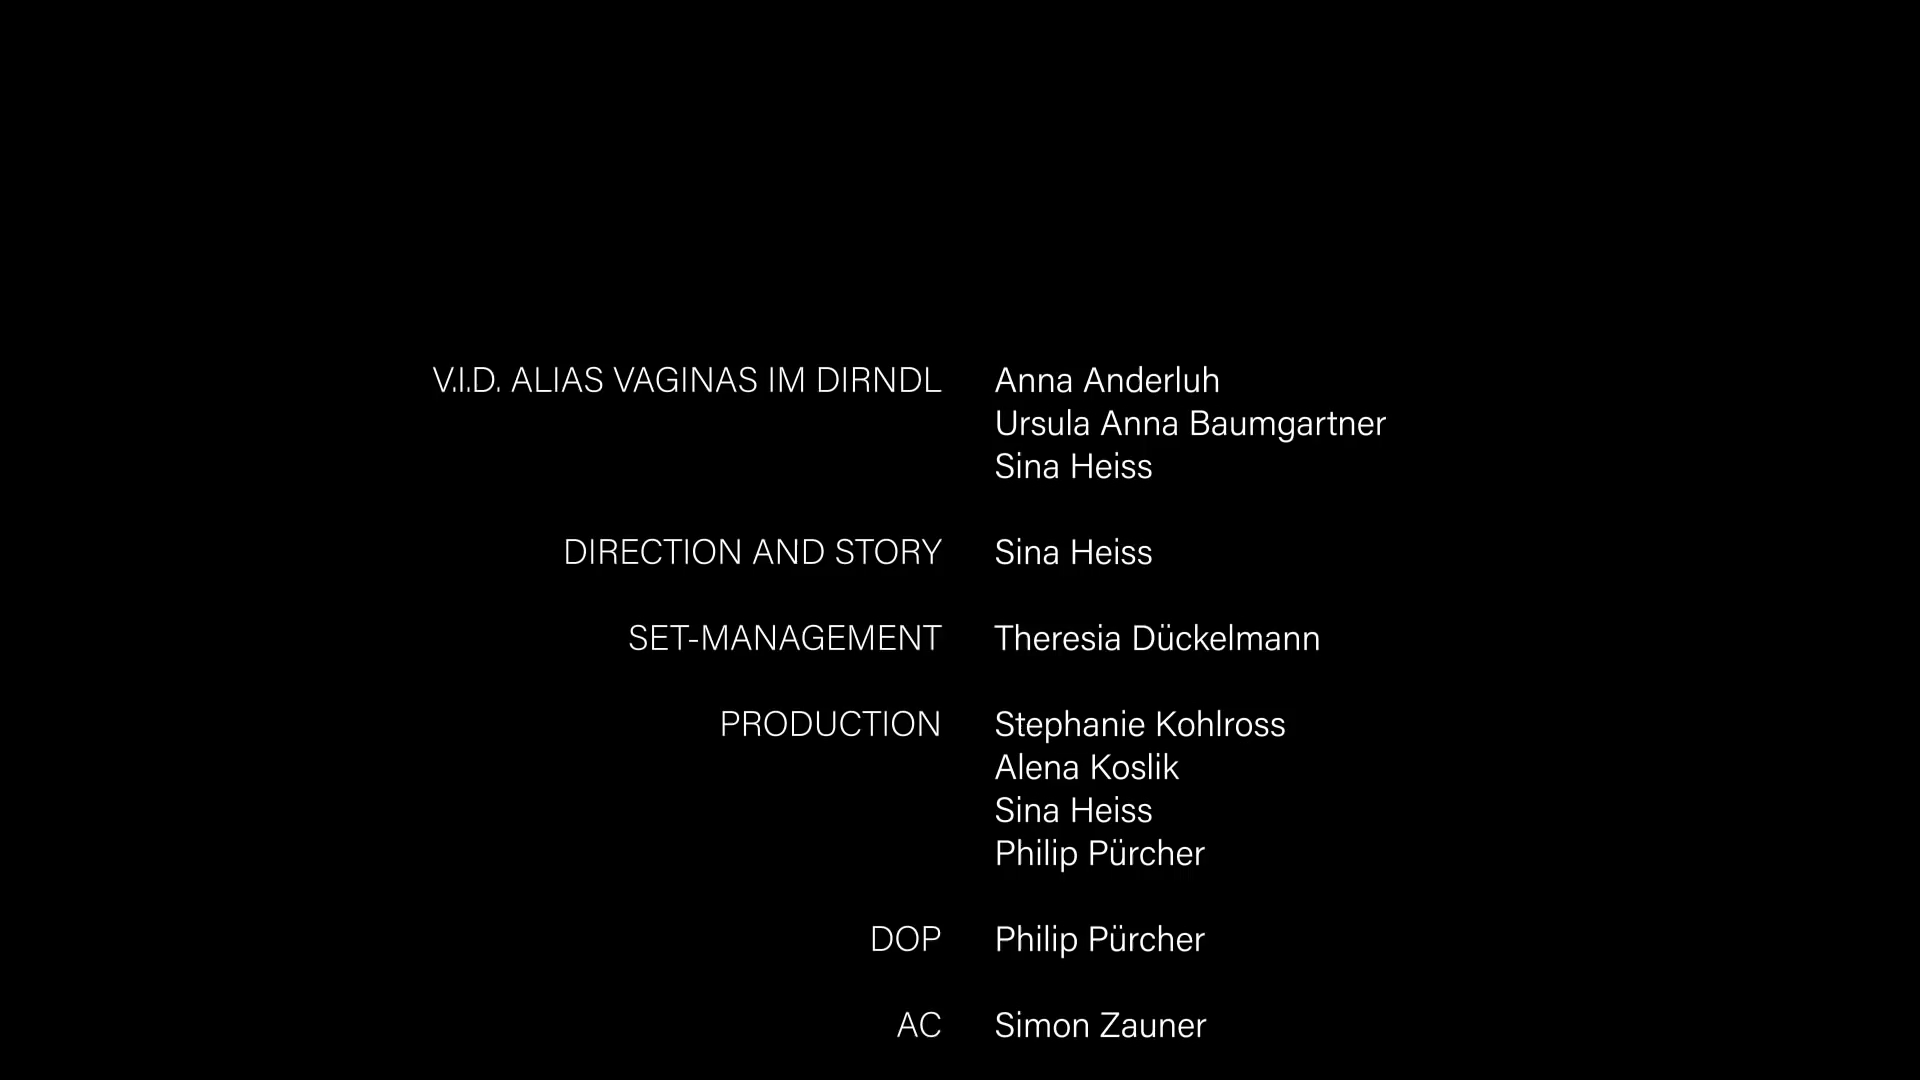 V.I.D. ALIAS VAGINAS IM DIRNDL Anna Anderluh
Ursula Anna Baumgartner
Sina Heiss
DIRECTION AND STORY Sina Heiss
SET-MANAGEMENT Theresia Dückelmann
PRODUCTION Stephanie Kohlross
Alena Koslik
Sina Heiss
Philip Pürcher
DOP Philip Pürcher
AC Simon Zauner